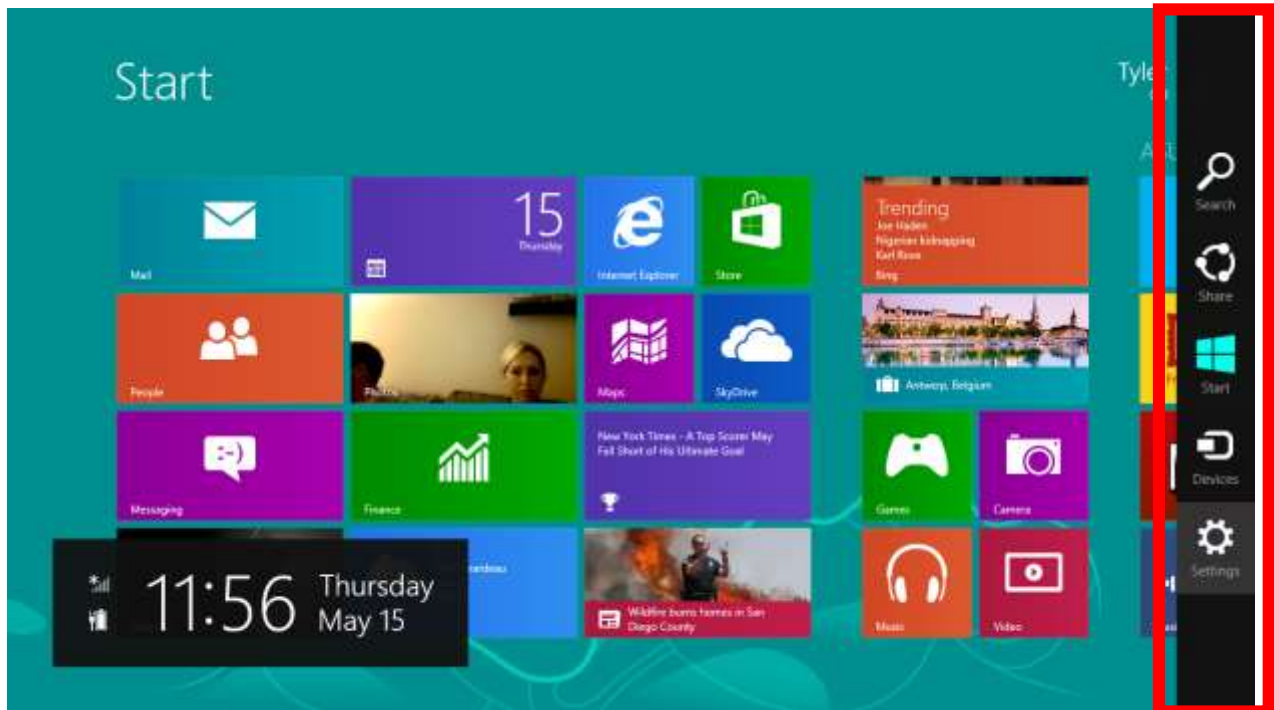 Start
Tyler
Search
Share
Start
Devices
Settings
Mail
15
Thursday
Internet Explorer
Store
Trending
Joe Haden
Nigerian kidnapping
Karl Rove
Bing
People
Photos
Maps
SkyDrive
Antwerp, Belgium
Messaging
Finance
New York Times - A Top Scorer May
Fall Short of His Ultimate Goal
Games
Camera
Wildfire burns homes in San
Diego County
Music
Video
11:56
Thursday
May 15